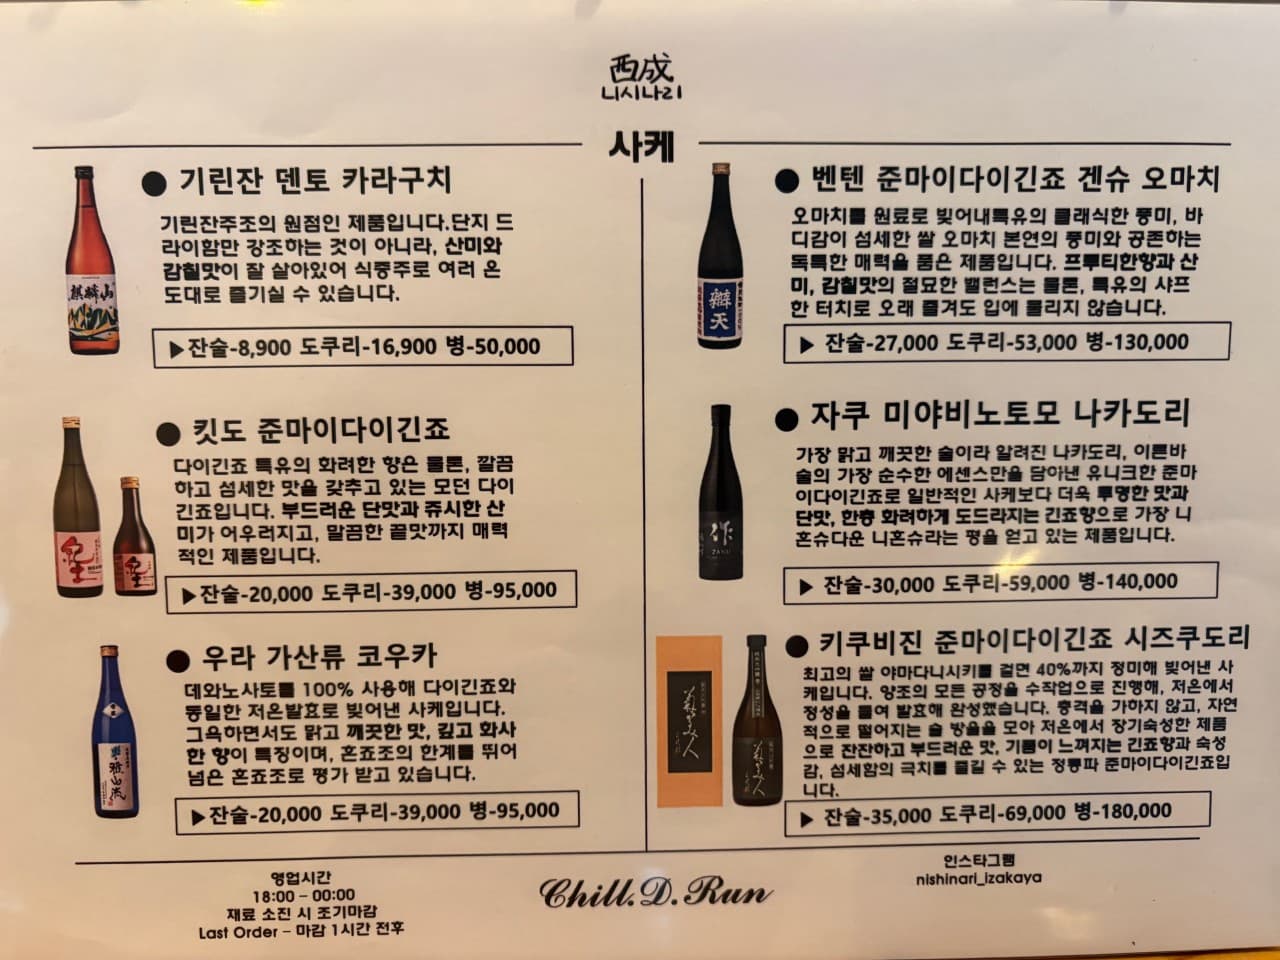 西成
니시나리
사케
● 기린잔 덴토 카라구치
기린잔주조의 원점인 제품입니다.단지 드
라이함만 강조하는 것이 아니라, 산미와
감칠맛이 잘 살아있어 식중주로 여러 온
도대로 즐기실 수 있습니다.
▶잔술-8,900 도쿠리-16,900 병-50,000
● 킷도 준마이다이긴죠
다이긴죠 특유의 화려한 향은 물론, 깔끔
하고 섬세한 맛을 갖추고 있는 모던 다이
긴죠입니다. 부드러운 단맛과 쥬시한 산
미가 어우러지고, 말끔한 끝맛까지 매력
적인 제품입니다.
▶잔술-20,000 도쿠리-39,000 병-95,000
● 우라 가산류 코우카
데와노사토를 100% 사용해 다이긴죠와
동일한 저온발효로 빚어낸 사케입니다.
그윽하면서도 맑고 깨끗한 맛, 깊고 화사
한 향이 특징이며, 혼죠조의 한계를 뛰어
넘은 혼죠조로 평가 받고 있습니다.
▶잔술-20,000 도쿠리-39,000 병-95,000
● 벤텐 준마이다이긴죠 겐슈 오마치
오마치를 원료로 빚어내특유의 클래식한 풍미, 바
디감이 섬세한 쌀 오마치 본연의 풍미와 공존하는
독특한 매력을 품은 제품입니다. 프루티한향과 산
미, 감칠맛의 절묘한 밸런스는 물론, 특유의 샤프
한 터치로 오래 즐겨도 입에 물리지 않습니다.
▶ 잔술-27,000 도쿠리-53,000 병-130,000
● 자쿠 미야비노토모 나카도리
가장 맑고 깨끗한 술이라 알려진 나카도리, 이른바
술의 가장 순수한 에센스만을 담아낸 유니크한 준마
이다이긴죠로 일반적인 사케보다 더욱 투명한 맛과
단맛, 한층 화려하게 도드라지는 긴죠향으로 가장 니
혼슈다운 니혼슈라는 평을 얻고 있는 제품입니다.
▶ 잔술-30,000 도쿠리-59,000 병-140,000
● 키쿠비진 준마이다이긴죠 시즈쿠도리
최고의 쌀 야마다니시키를 겉면 40%까지 정미해 빚어낸 사
케입니다. 양조의 모든 공정을 수작업으로 진행해, 저온에서
정성을 들여 발효해 완성했습니다. 충격을 가하지 않고, 자연
적으로 떨어지는 술 방울을 모아 저온에서 장기숙성한 제품
으로 잔잔하고 부드러운 맛, 기품이 느껴지는 긴죠향과 숙성
감, 섬세함의 극치를 즐길 수 있는 정통파 준마이다이긴죠입
니다.
▶ 잔술-35,000 도쿠리-69,000 병-180,000
영업시간
18:00 – 00:00
재료 소진 시 조기마감
Last Order – 마감 1시간 전후
Chill. D. Run
인스타그램
nishinari_izakaya
麒麟山
紀土
紀土
雅山流
辯天
作
ZAKU